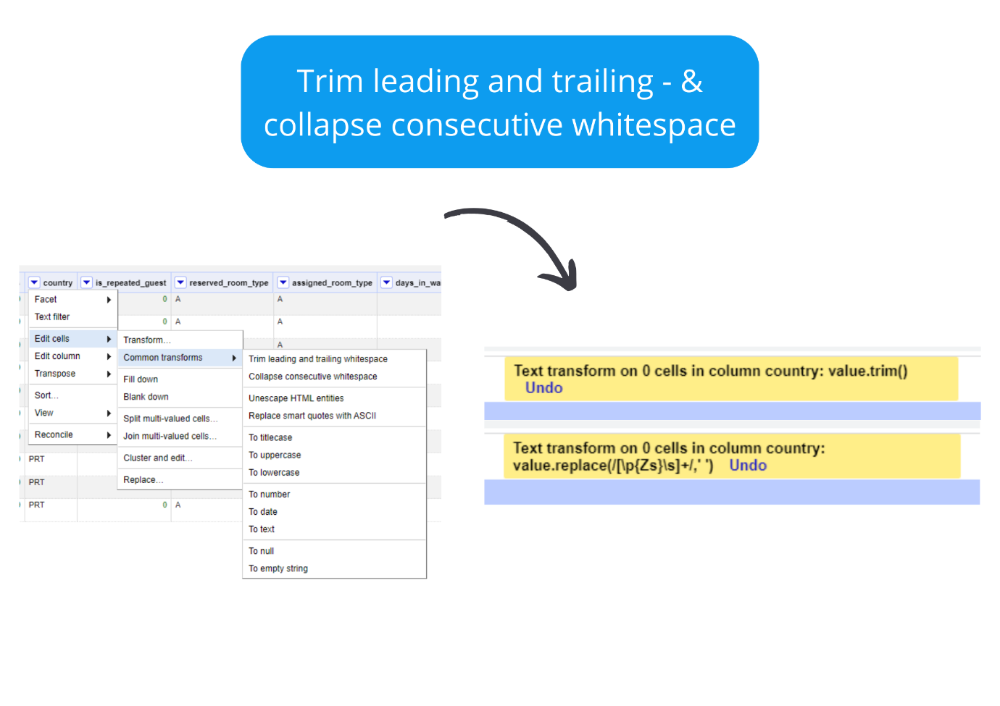 Trim leading and trailing - &
collapse consecutive whitespace
country is_repeated_guest reserved_room_type assigned_room_type days_in_wa
Facet 0 A A
Text filter
0 A A
Edit cells
Edit column
Transpose
Sort...
View
Reconcile
Transform...
A
Common transforms
Fill down
Blank down
Split multi-valued cells...
Join multi-valued cells...
Cluster and edit...
Replace...
Trim leading and trailing whitespace
Collapse consecutive whitespace
Unescape HTML entities
Replace smart quotes with ASCII
To titlecase
To uppercase
To lowercase
To number
To date
To text
To null
To empty string
PRT
PRT
PRT 0 A
Text transform on 0 cells in column country: value.trim()
Undo
Text transform on 0 cells in column country:
value.replace(/[\p{Zs}\s]+/,' ') Undo